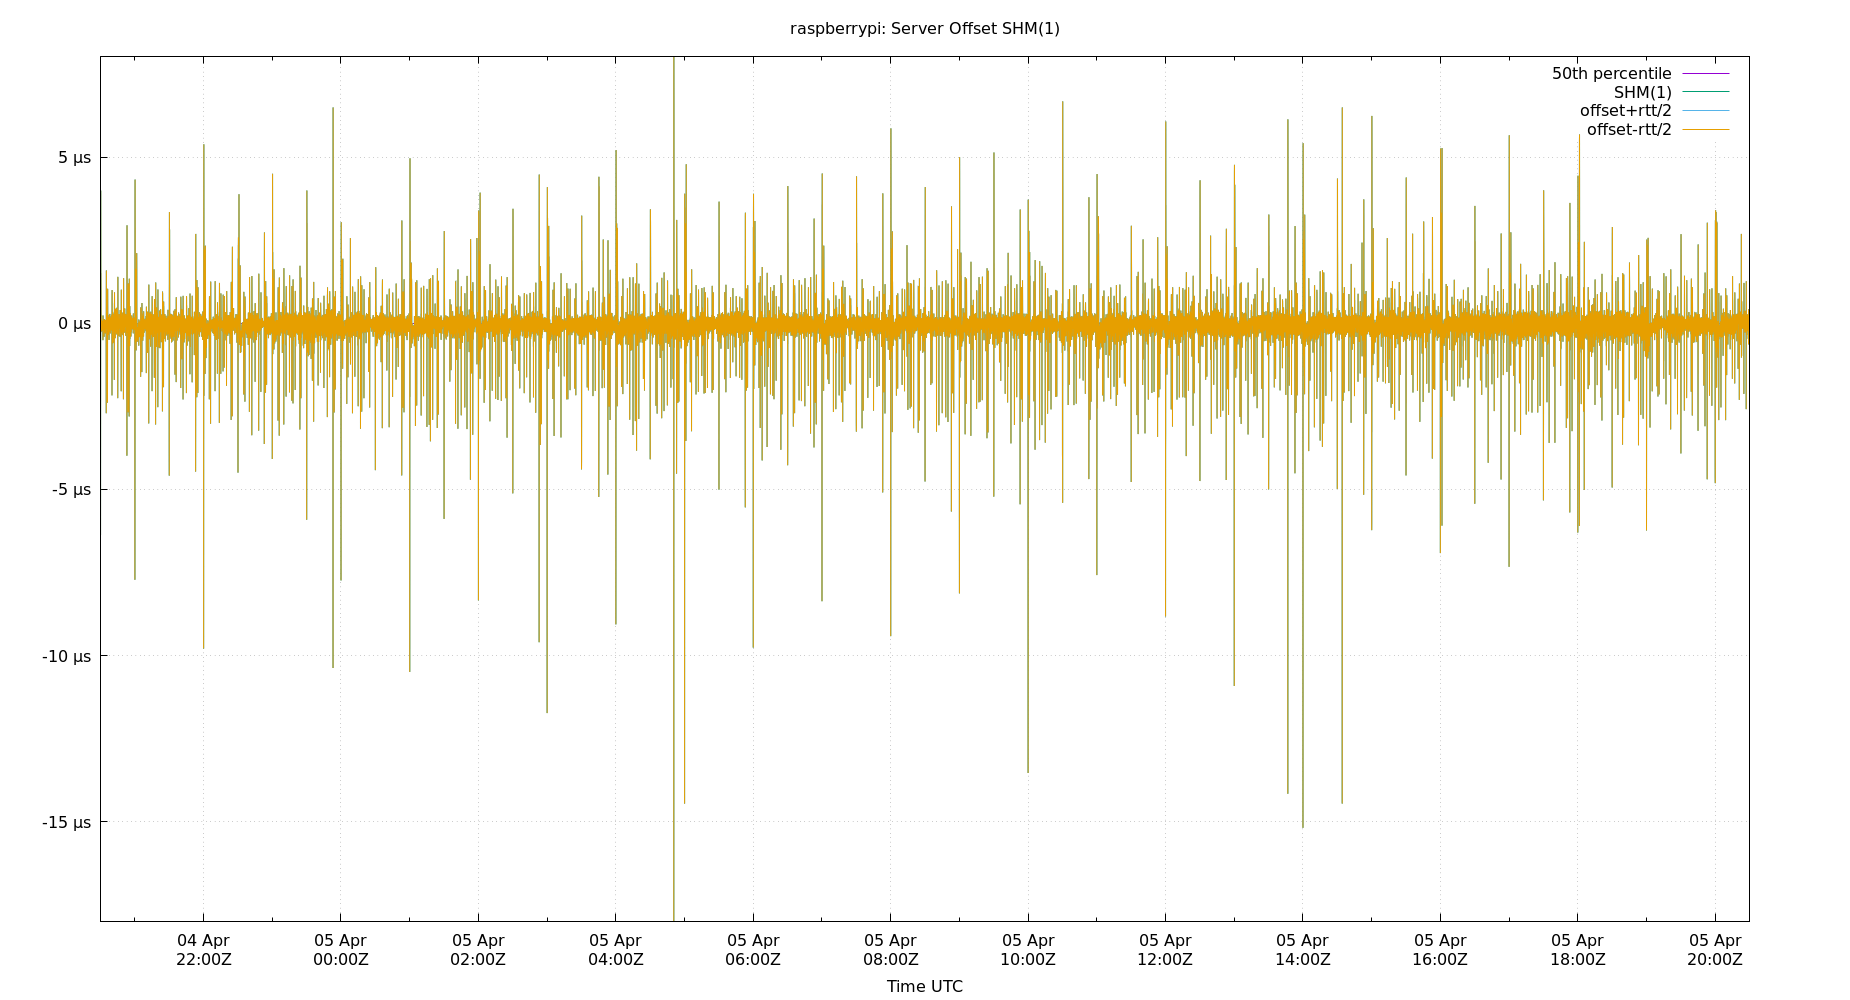 raspberrypi: Server Offset SHM(1)
50th percentile
SHM(1)
offset+rtt/2
offset-rtt/2
5 µs
0 µs
-5 µs
-10 µs
-15 µs
04 Apr 05 Apr 05 Apr 05 Apr 05 Apr 05 Apr 05 Apr 05 Apr 05 Apr 05 Apr 05 Apr 05 Apr
22:00Z 00:00Z 02:00Z 04:00Z 06:00Z 08:00Z 10:00Z 12:00Z 14:00Z 16:00Z 18:00Z 20:00Z
Time UTC